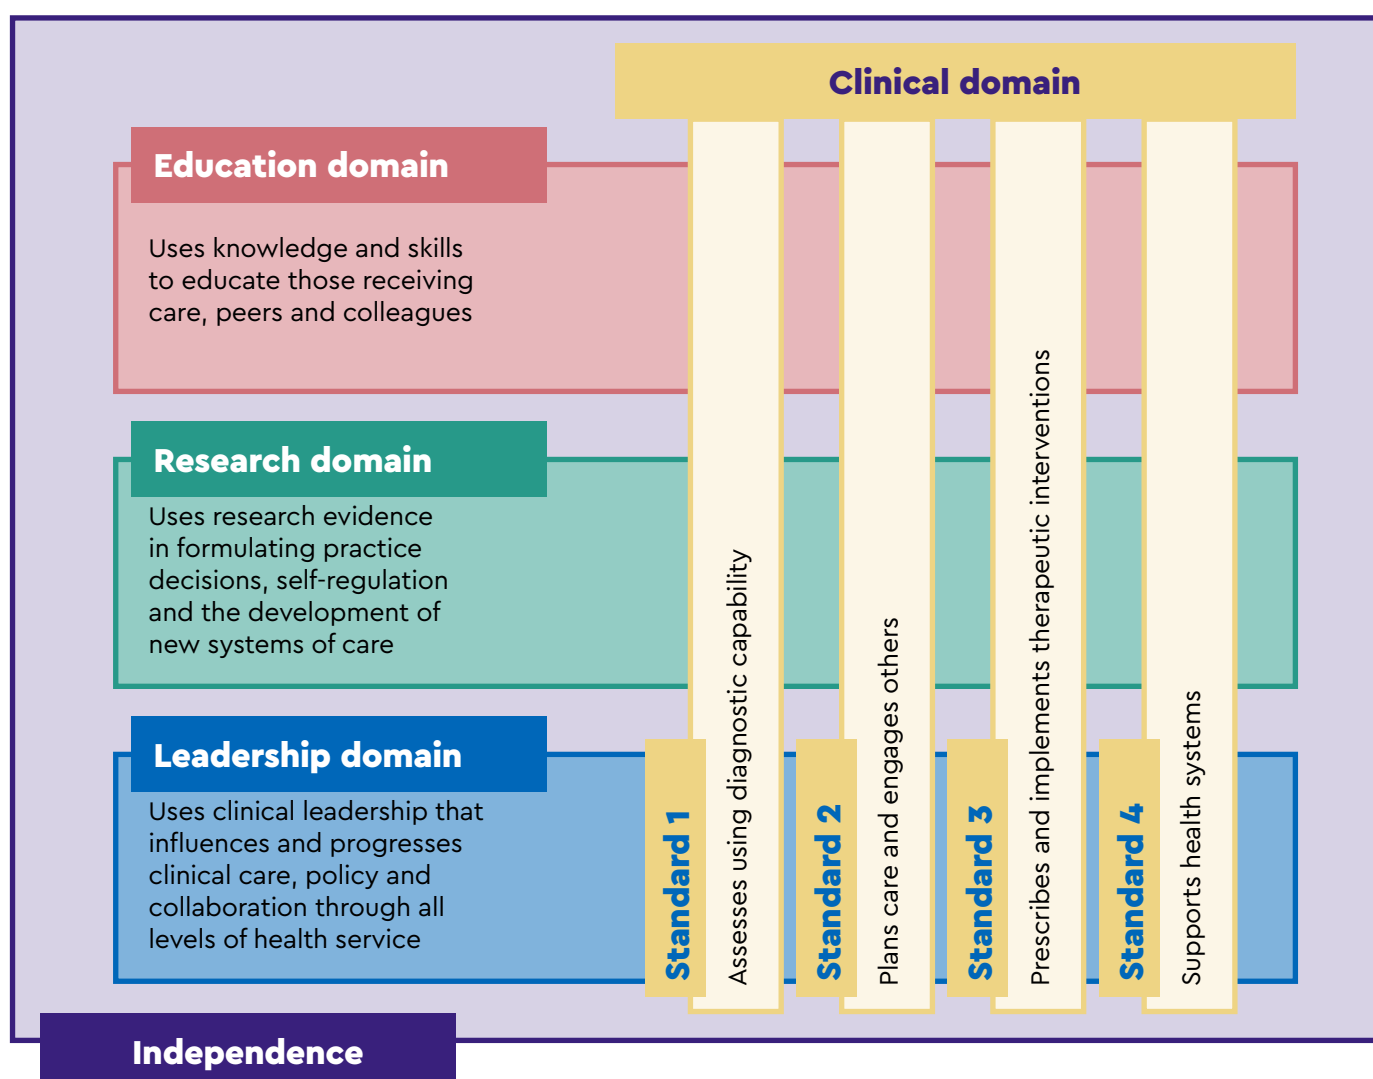 Clinical domain
Education domain
Uses knowledge and skills
to educate those receiving
care, peers and colleagues
Research domain
Uses research evidence
in formulating practice
decisions, self-regulation
and the development of
new systems of care
Leadership domain
Uses clinical leadership that
influences and progresses
clinical care, policy and
collaboration through all
levels of health service
Standard 1
Assesses using diagnostic capability
Standard 2
Plans care and engages others
Standard 3
Prescribes and implements therapeutic interventions
Standard 4
Supports health systems
Independence